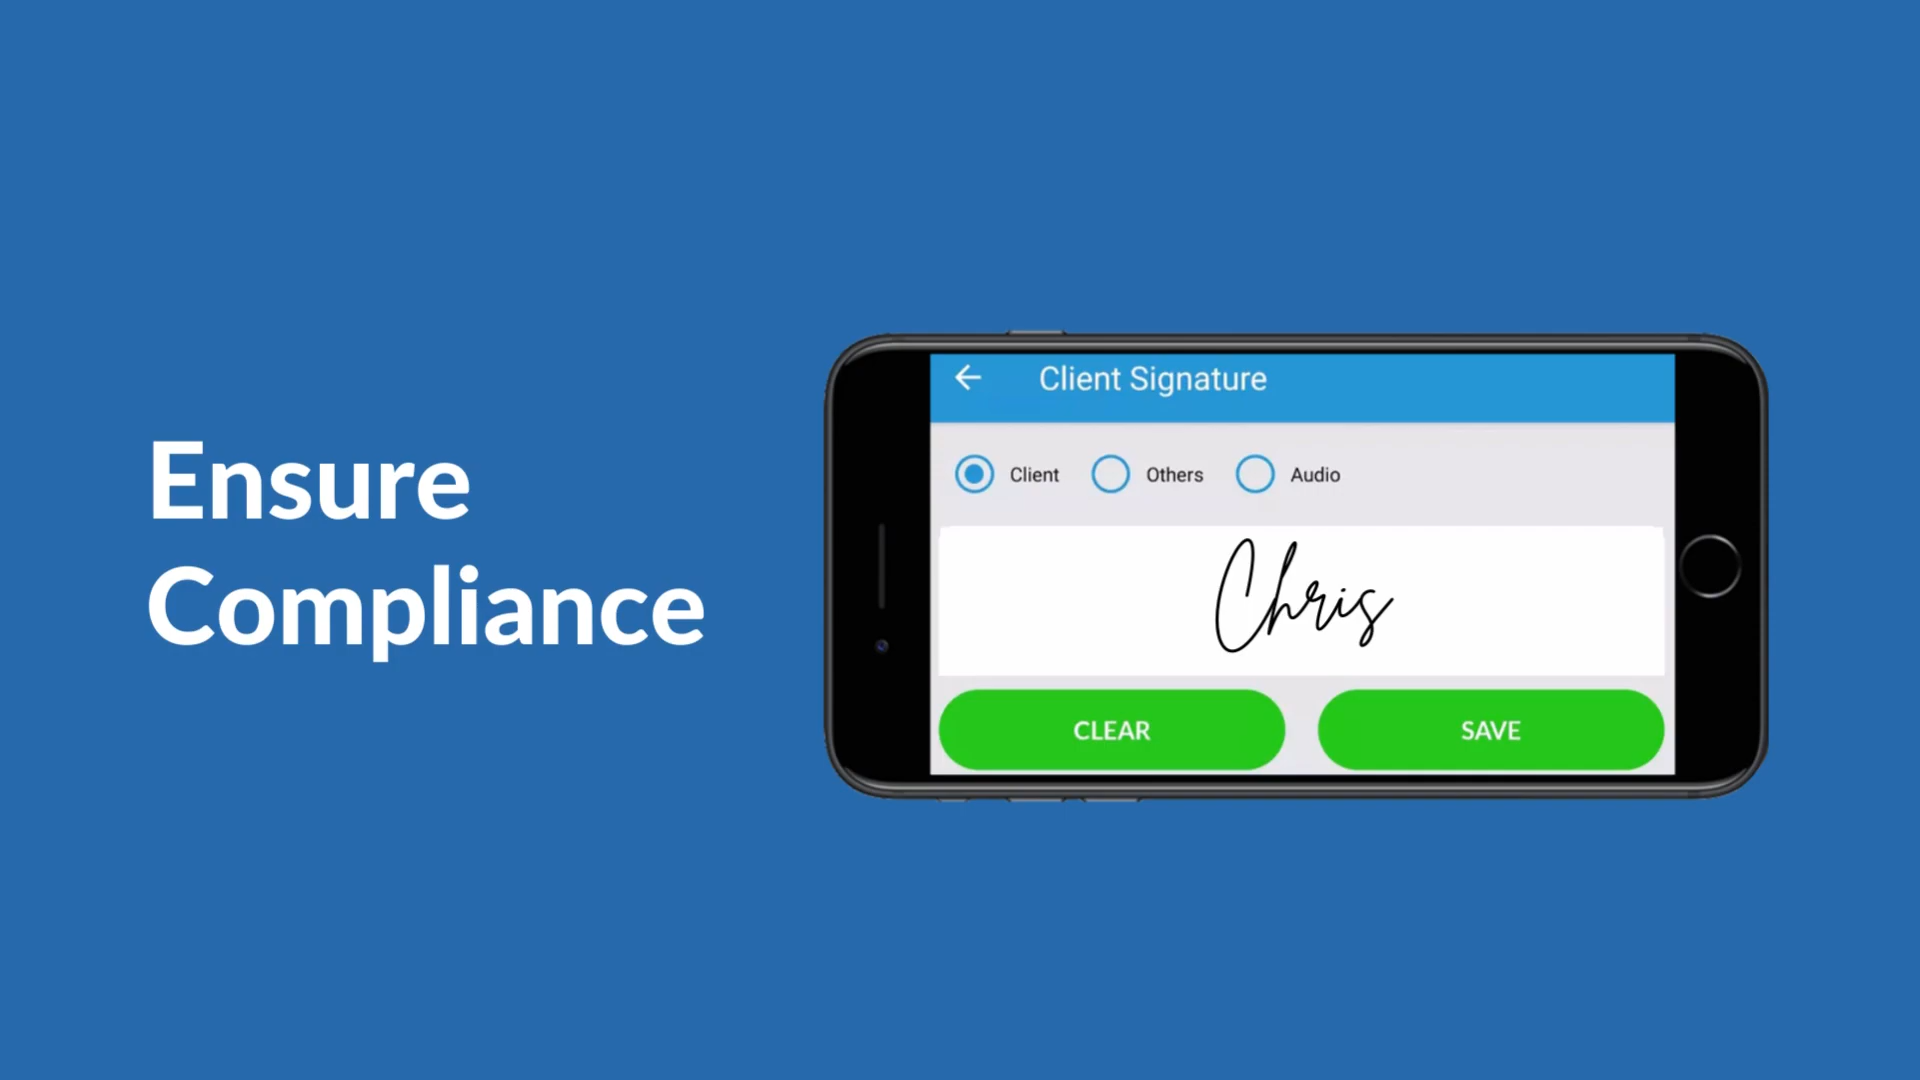 Ensure
Compliance
Client Signature
Client Others Audio
Chris
CLEAR SAVE